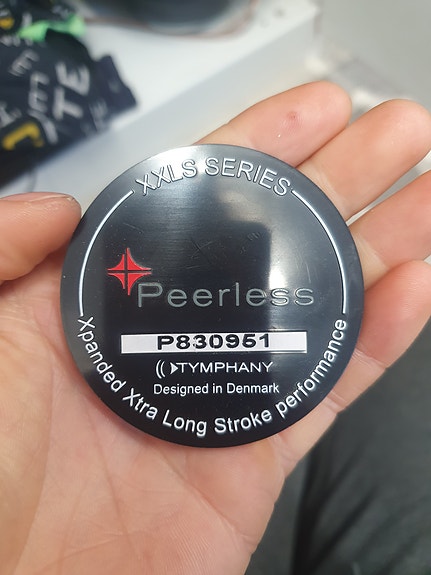 XXLS SERIES
Peerless
P830951
TYMPHANY
Designed in Denmark
Xpanded Xtra Long Stroke performance